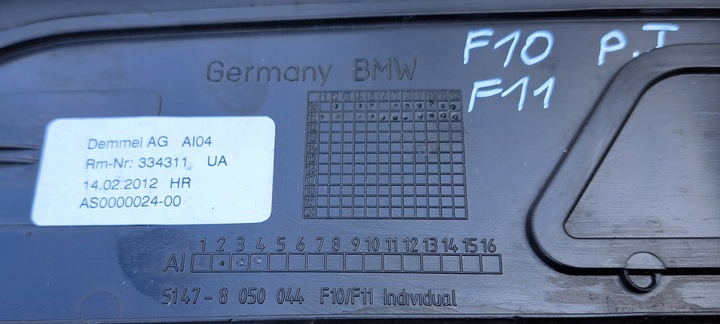 F10 P.T
F11
Germany BMW
Demmel AG AI04
Rm-Nr: 334311 UA
14.02.2012 HR
AS0000024-00
1 2 3 4 5 6 7 8 9 10 11 12 13 14 15 16
AI
5147-8 050 044 F10/F11 Individual